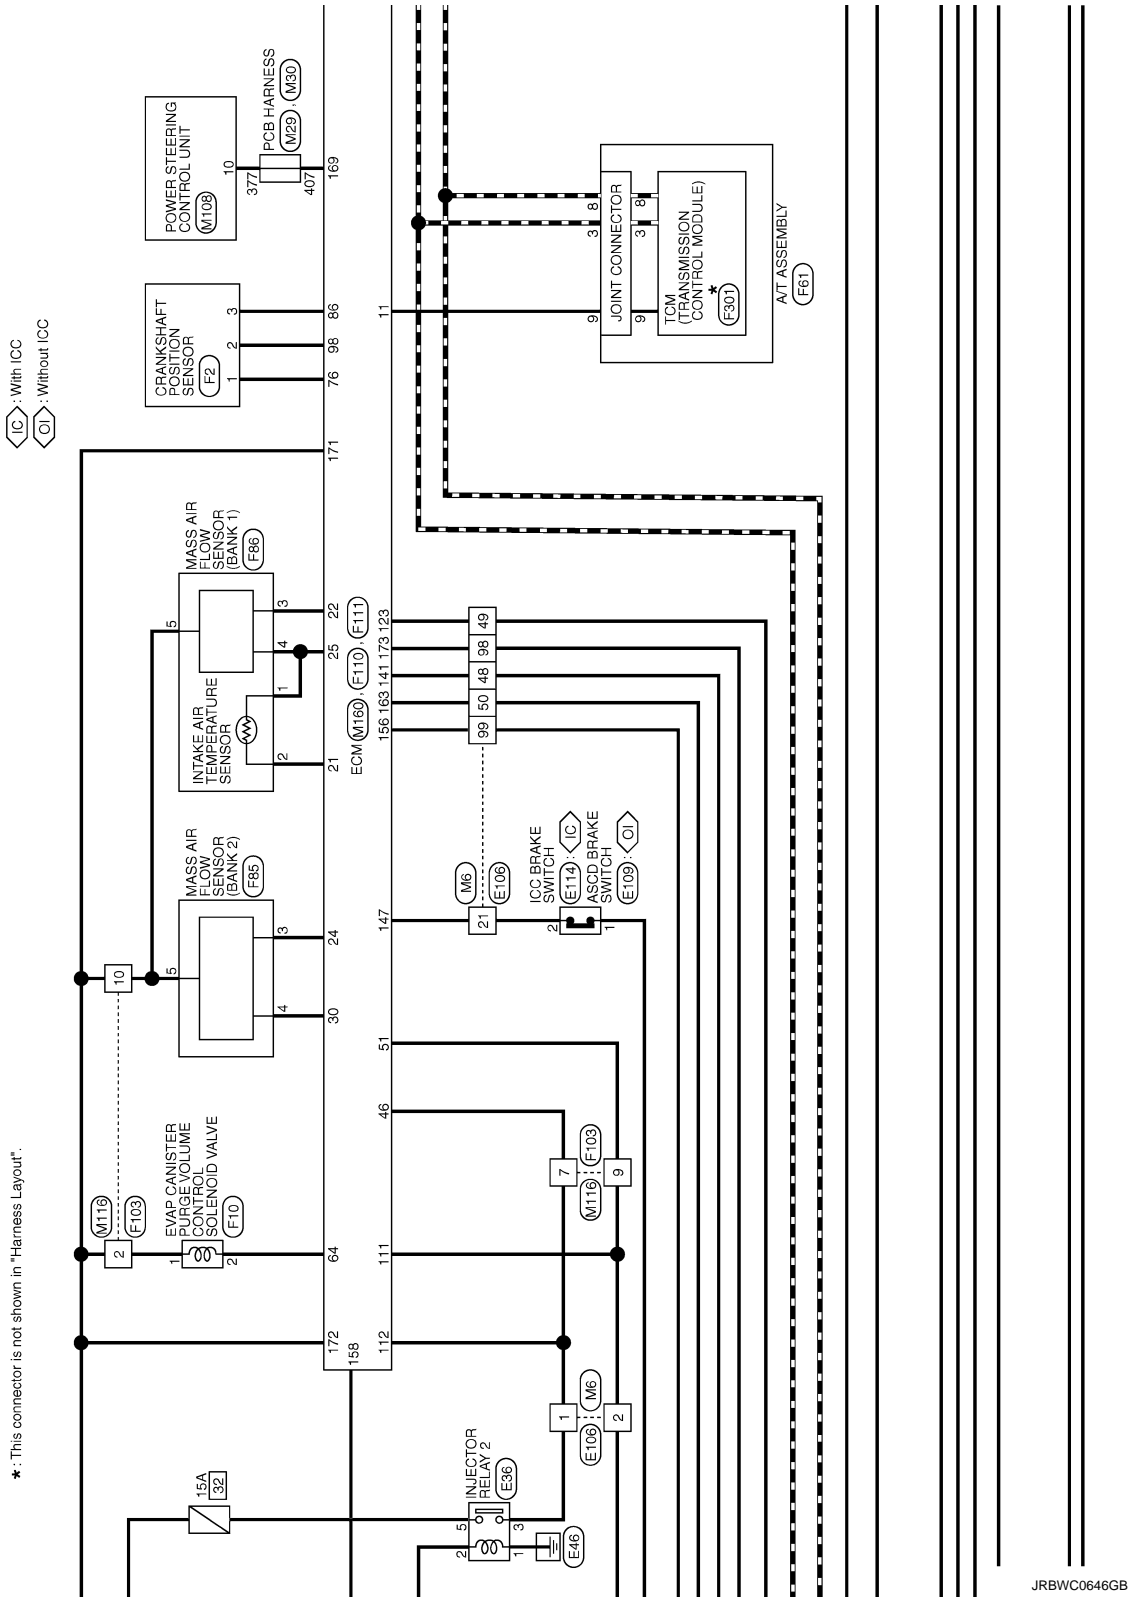 *: This connector is not shown in "Harness Layout".
IC : With ICC
OI : Without ICC
15A
32
172
M116
F103
2
EVAP CANISTER
PURGE VOLUME
CONTROL
SOLENOID VALVE
F10
1
2
64
10
MASS AIR
FLOW
SENSOR
(BANK 2)
F85
5
4
3
30
24
MASS AIR
FLOW
SENSOR
(BANK 1)
F86
INTAKE AIR
TEMPERATURE
SENSOR
5
2
1
4
3
21
25
22
171
CRANKSHAFT
POSITION
SENSOR
F2
1
2
3
76
98
86
POWER STEERING
CONTROL UNIT
M108
10
377
407
PCB HARNESS
M29 , M30
169
158
ECM M160 , F110 , F111
112
111
46
51
147
156
163
141
173
123
11
INJECTOR
RELAY 2
E36
2
5
1
3
E46
1
2
E106
M6
7
9
M116
F103
21
M6
E106
99
50
48
98
49
ICC BRAKE
SWITCH
E114 : IC
ASCD BRAKE
SWITCH
E109 : OI
2
1
JOINT CONNECTOR
9
3
8
9
3
8
TCM
(TRANSMISSION
CONTROL MODULE)
*
F301
A/T ASSEMBLY
F61
JRBWC0646GB